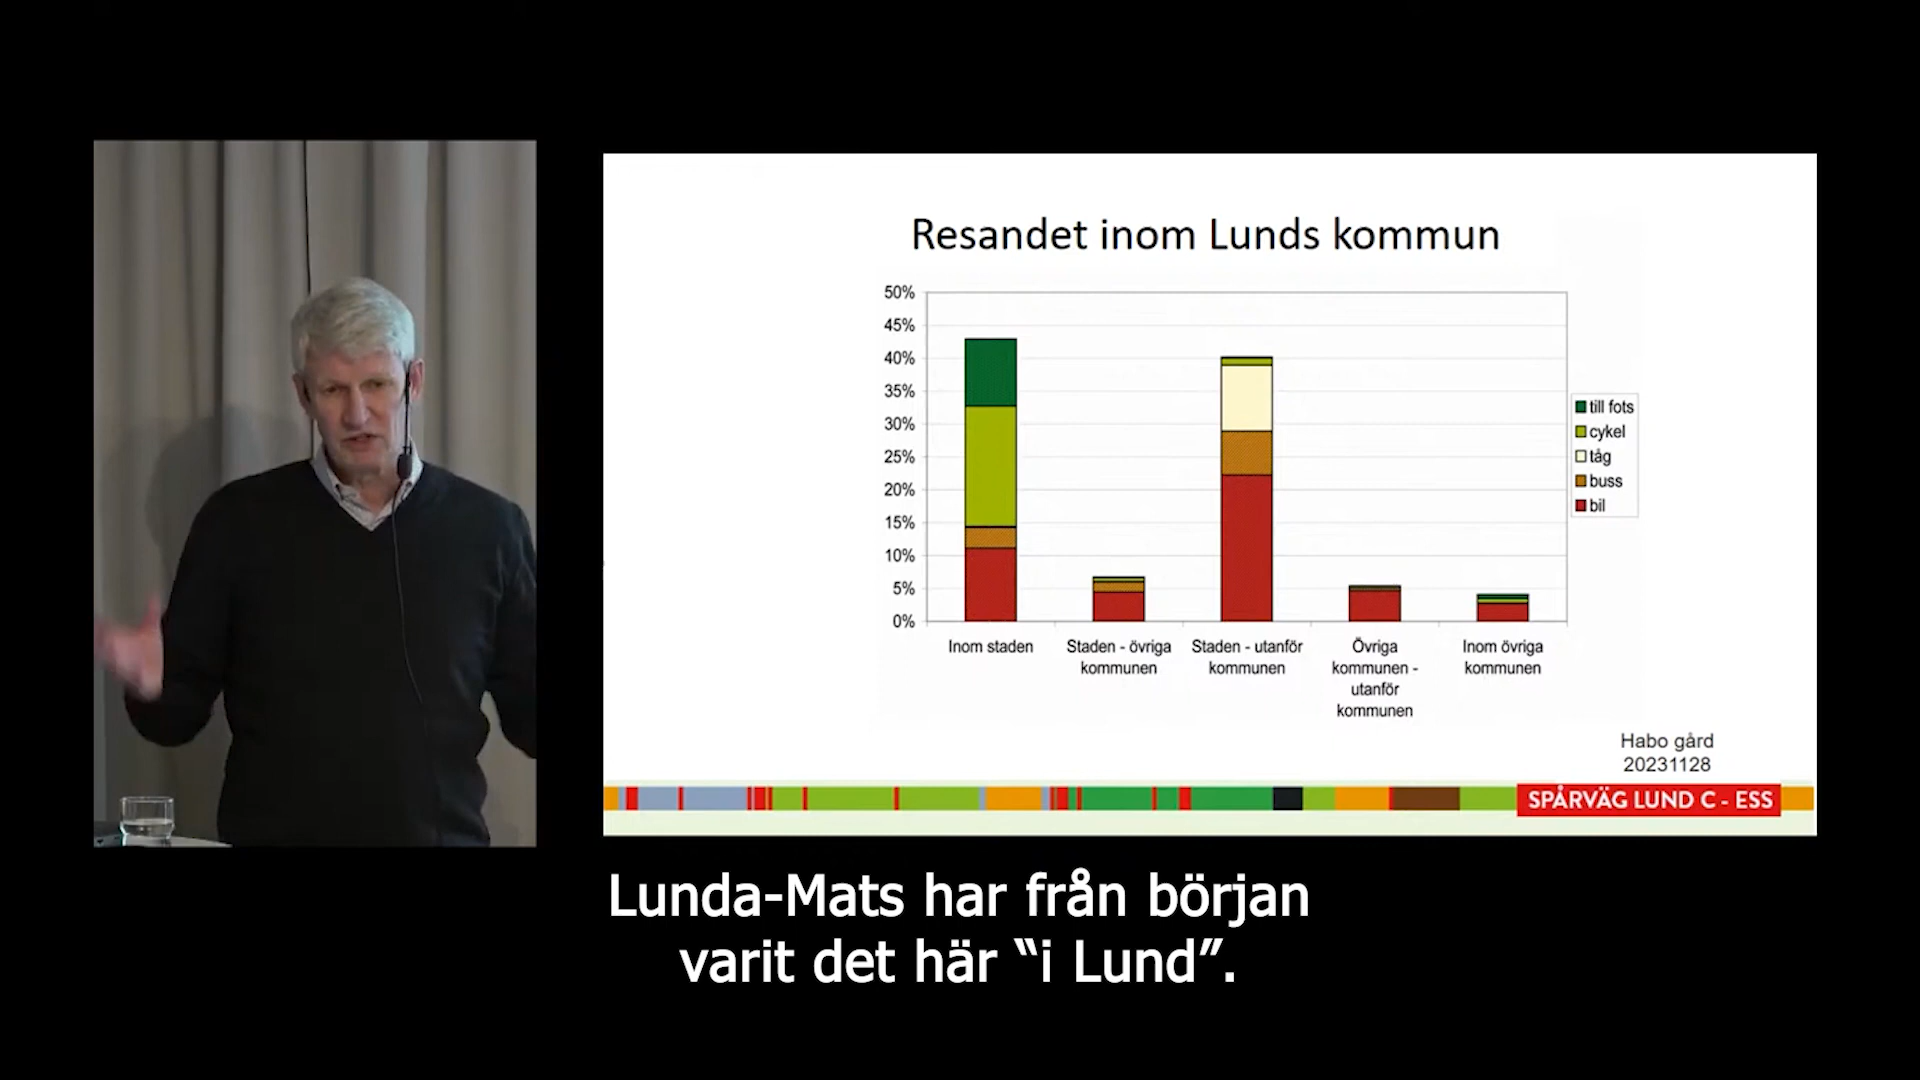 Resandet inom Lunds kommun
50%
45%
40%
35%
30%
25%
20%
15%
10%
5%
0%
till fots
cykel
tåg
buss
bil
Inom staden
Staden - övriga
kommunen
Staden - utanför
kommunen
Övriga
kommunen -
utanför
kommunen
Inom övriga
kommunen
Habo gård
20231128
SPÅRVÄG LUND C - ESS
Lunda-Mats har från början
varit det här “i Lund”.